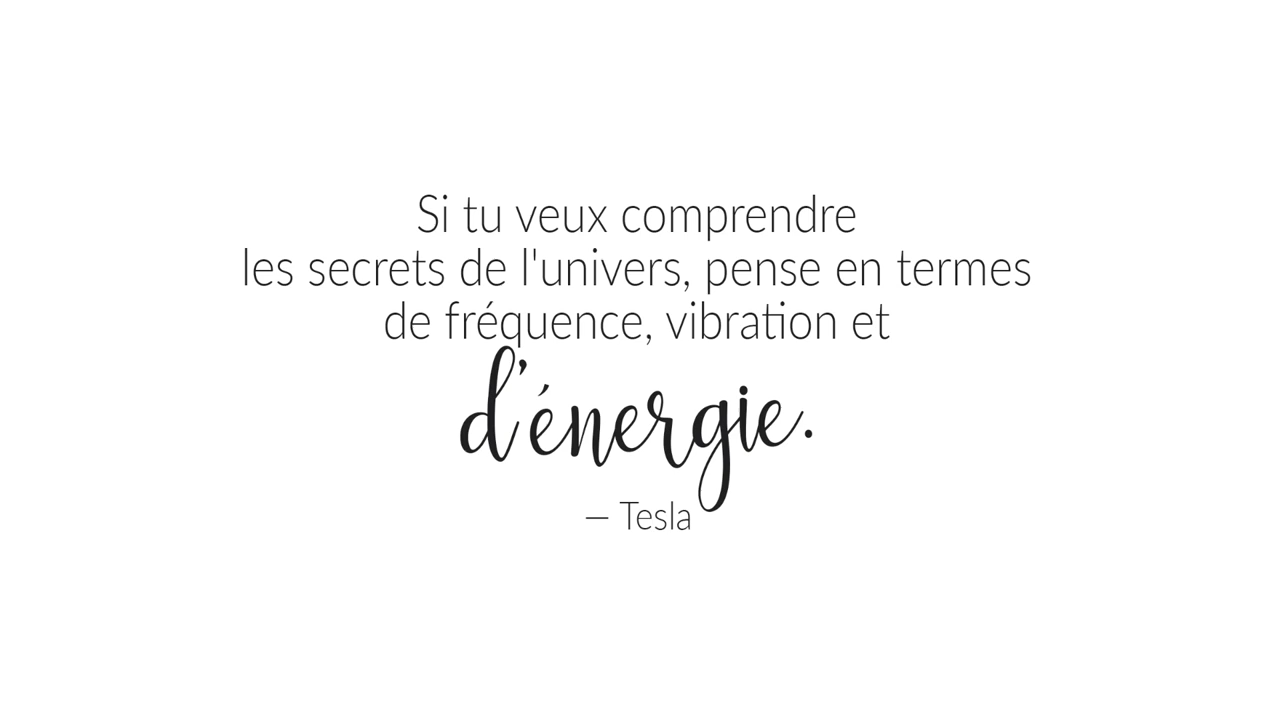 Si tu veux comprendre
les secrets de l'univers, pense en termes
de fréquence, vibration et
d'énergie.
— Tesla